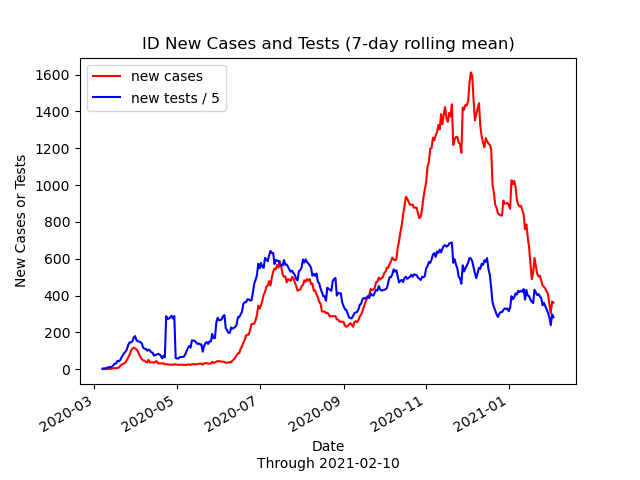 ID New Cases and Tests (7-day rolling mean)
new cases
new tests / 5
New Cases or Tests
1600
1400
1200
1000
800
600
400
200
0
2020-03
2020-05
2020-07
2020-09
2020-11
2021-01
Date
Through 2021-02-10